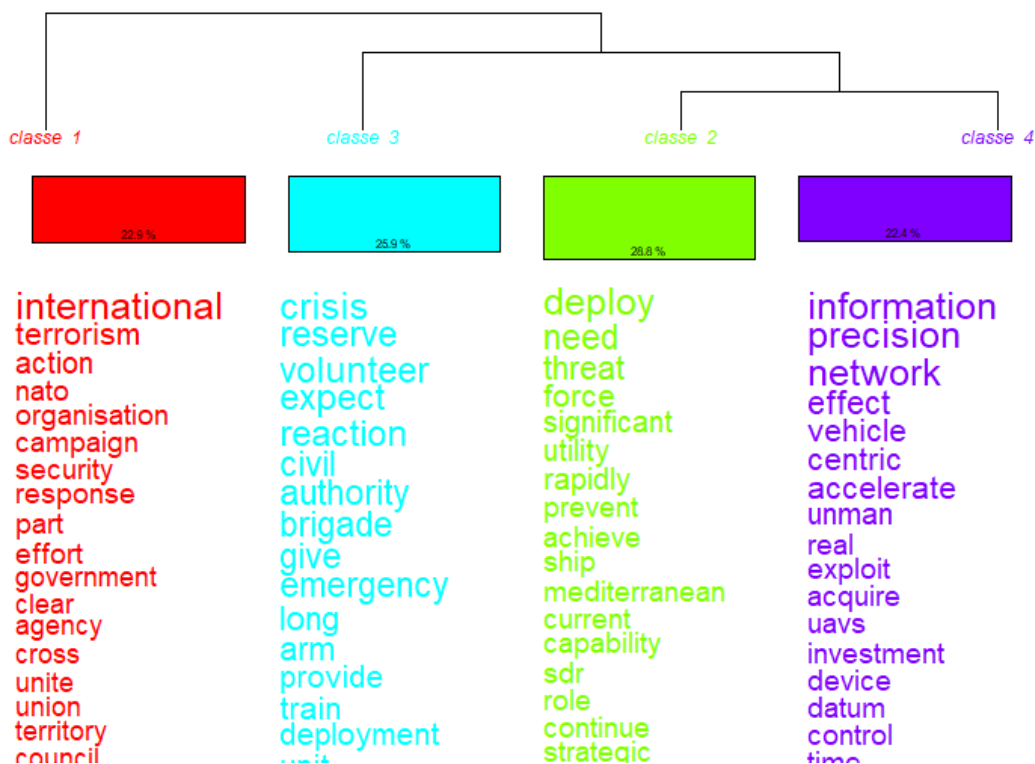 classe 1
classe 3
classe 2
classe 4
22.9 %
25.9 %
28.8 %
22.4 %
international
terrorism
action
nato
organisation
campaign
security
response
part
effort
government
clear
agency
cross
unite
union
territory
council
crisis
reserve
volunteer
expect
reaction
civil
authority
brigade
give
emergency
long
arm
provide
train
deployment
unit
deploy
need
threat
force
significant
utility
rapidly
prevent
achieve
ship
mediterranean
current
capability
sdr
role
continue
strategic
information
precision
network
effect
vehicle
centric
accelerate
unman
real
exploit
acquire
uavs
investment
device
datum
control
time